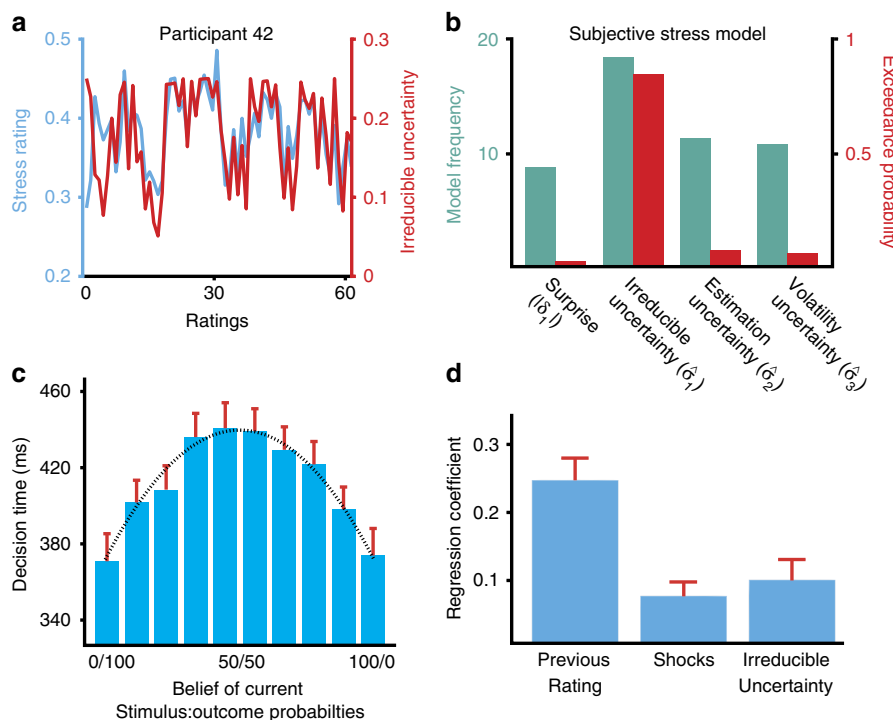 a
Participant 42
0.5
0.4
0.3
0.2
Stress rating
0.3
0.2
0.1
0
Irreducible uncertainty
0
30
60
Ratings
b
Subjective stress model
20
10
Model frequency
1
0.5
0
Exceedance probability
Surprise
(|δ₁|)
Irreducible
uncertainty (σ̂₁)
Estimation
uncertainty (σ̂₂)
Volatility
uncertainty (σ̂₃)
c
460
420
380
340
Decision time (ms)
0/100
50/50
100/0
Belief of current
Stimulus:outcome probabilties
d
0.3
0.2
0.1
Regression coefficient
Previous
Rating
Shocks
Irreducible
Uncertainty